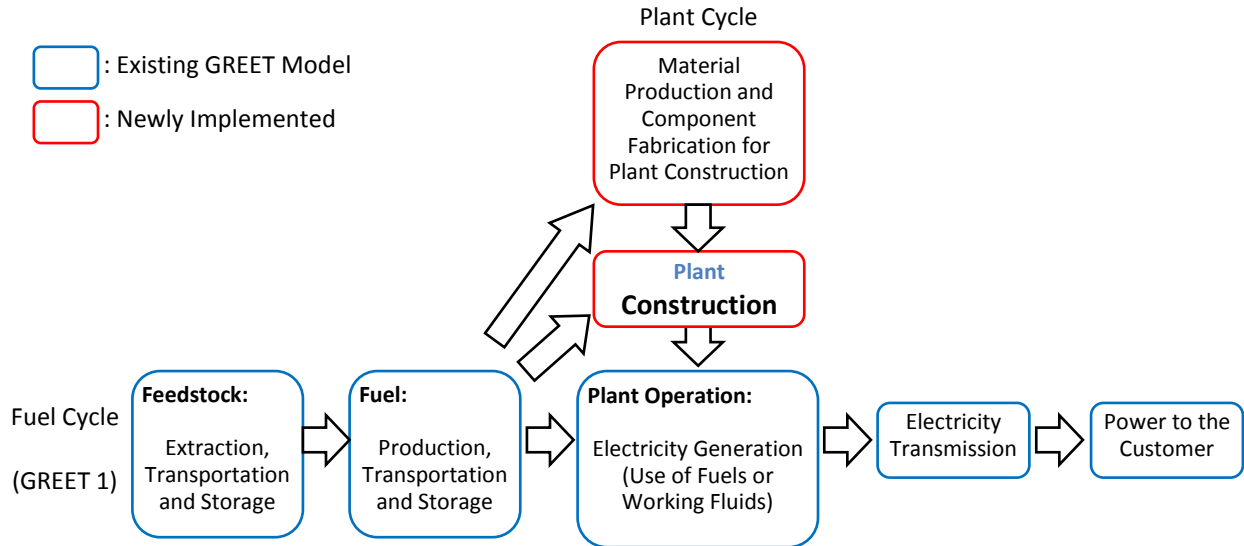 Plant Cycle
: Existing GREET Model
: Newly Implemented
Material
Production and
Component
Fabrication for
Plant Construction
Plant
Construction
Fuel Cycle
(GREET 1)
Feedstock:
Extraction,
Transportation
and Storage
Fuel:
Production,
Transportation
and Storage
Plant Operation:
Electricity Generation
(Use of Fuels or
Working Fluids)
Electricity
Transmission
Power to the
Customer